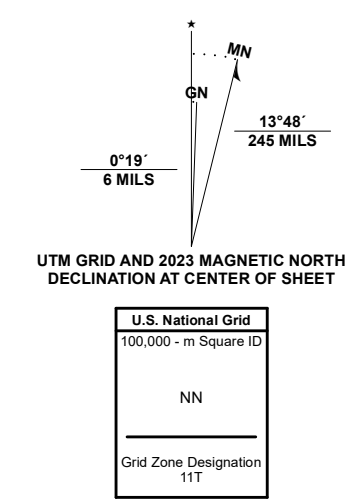 ★
MN
GN
13°48´
245 MILS
0°19´
6 MILS
UTM GRID AND 2023 MAGNETIC NORTH
DECLINATION AT CENTER OF SHEET
U.S. National Grid
100,000 - m Square ID
NN
Grid Zone Designation
11T